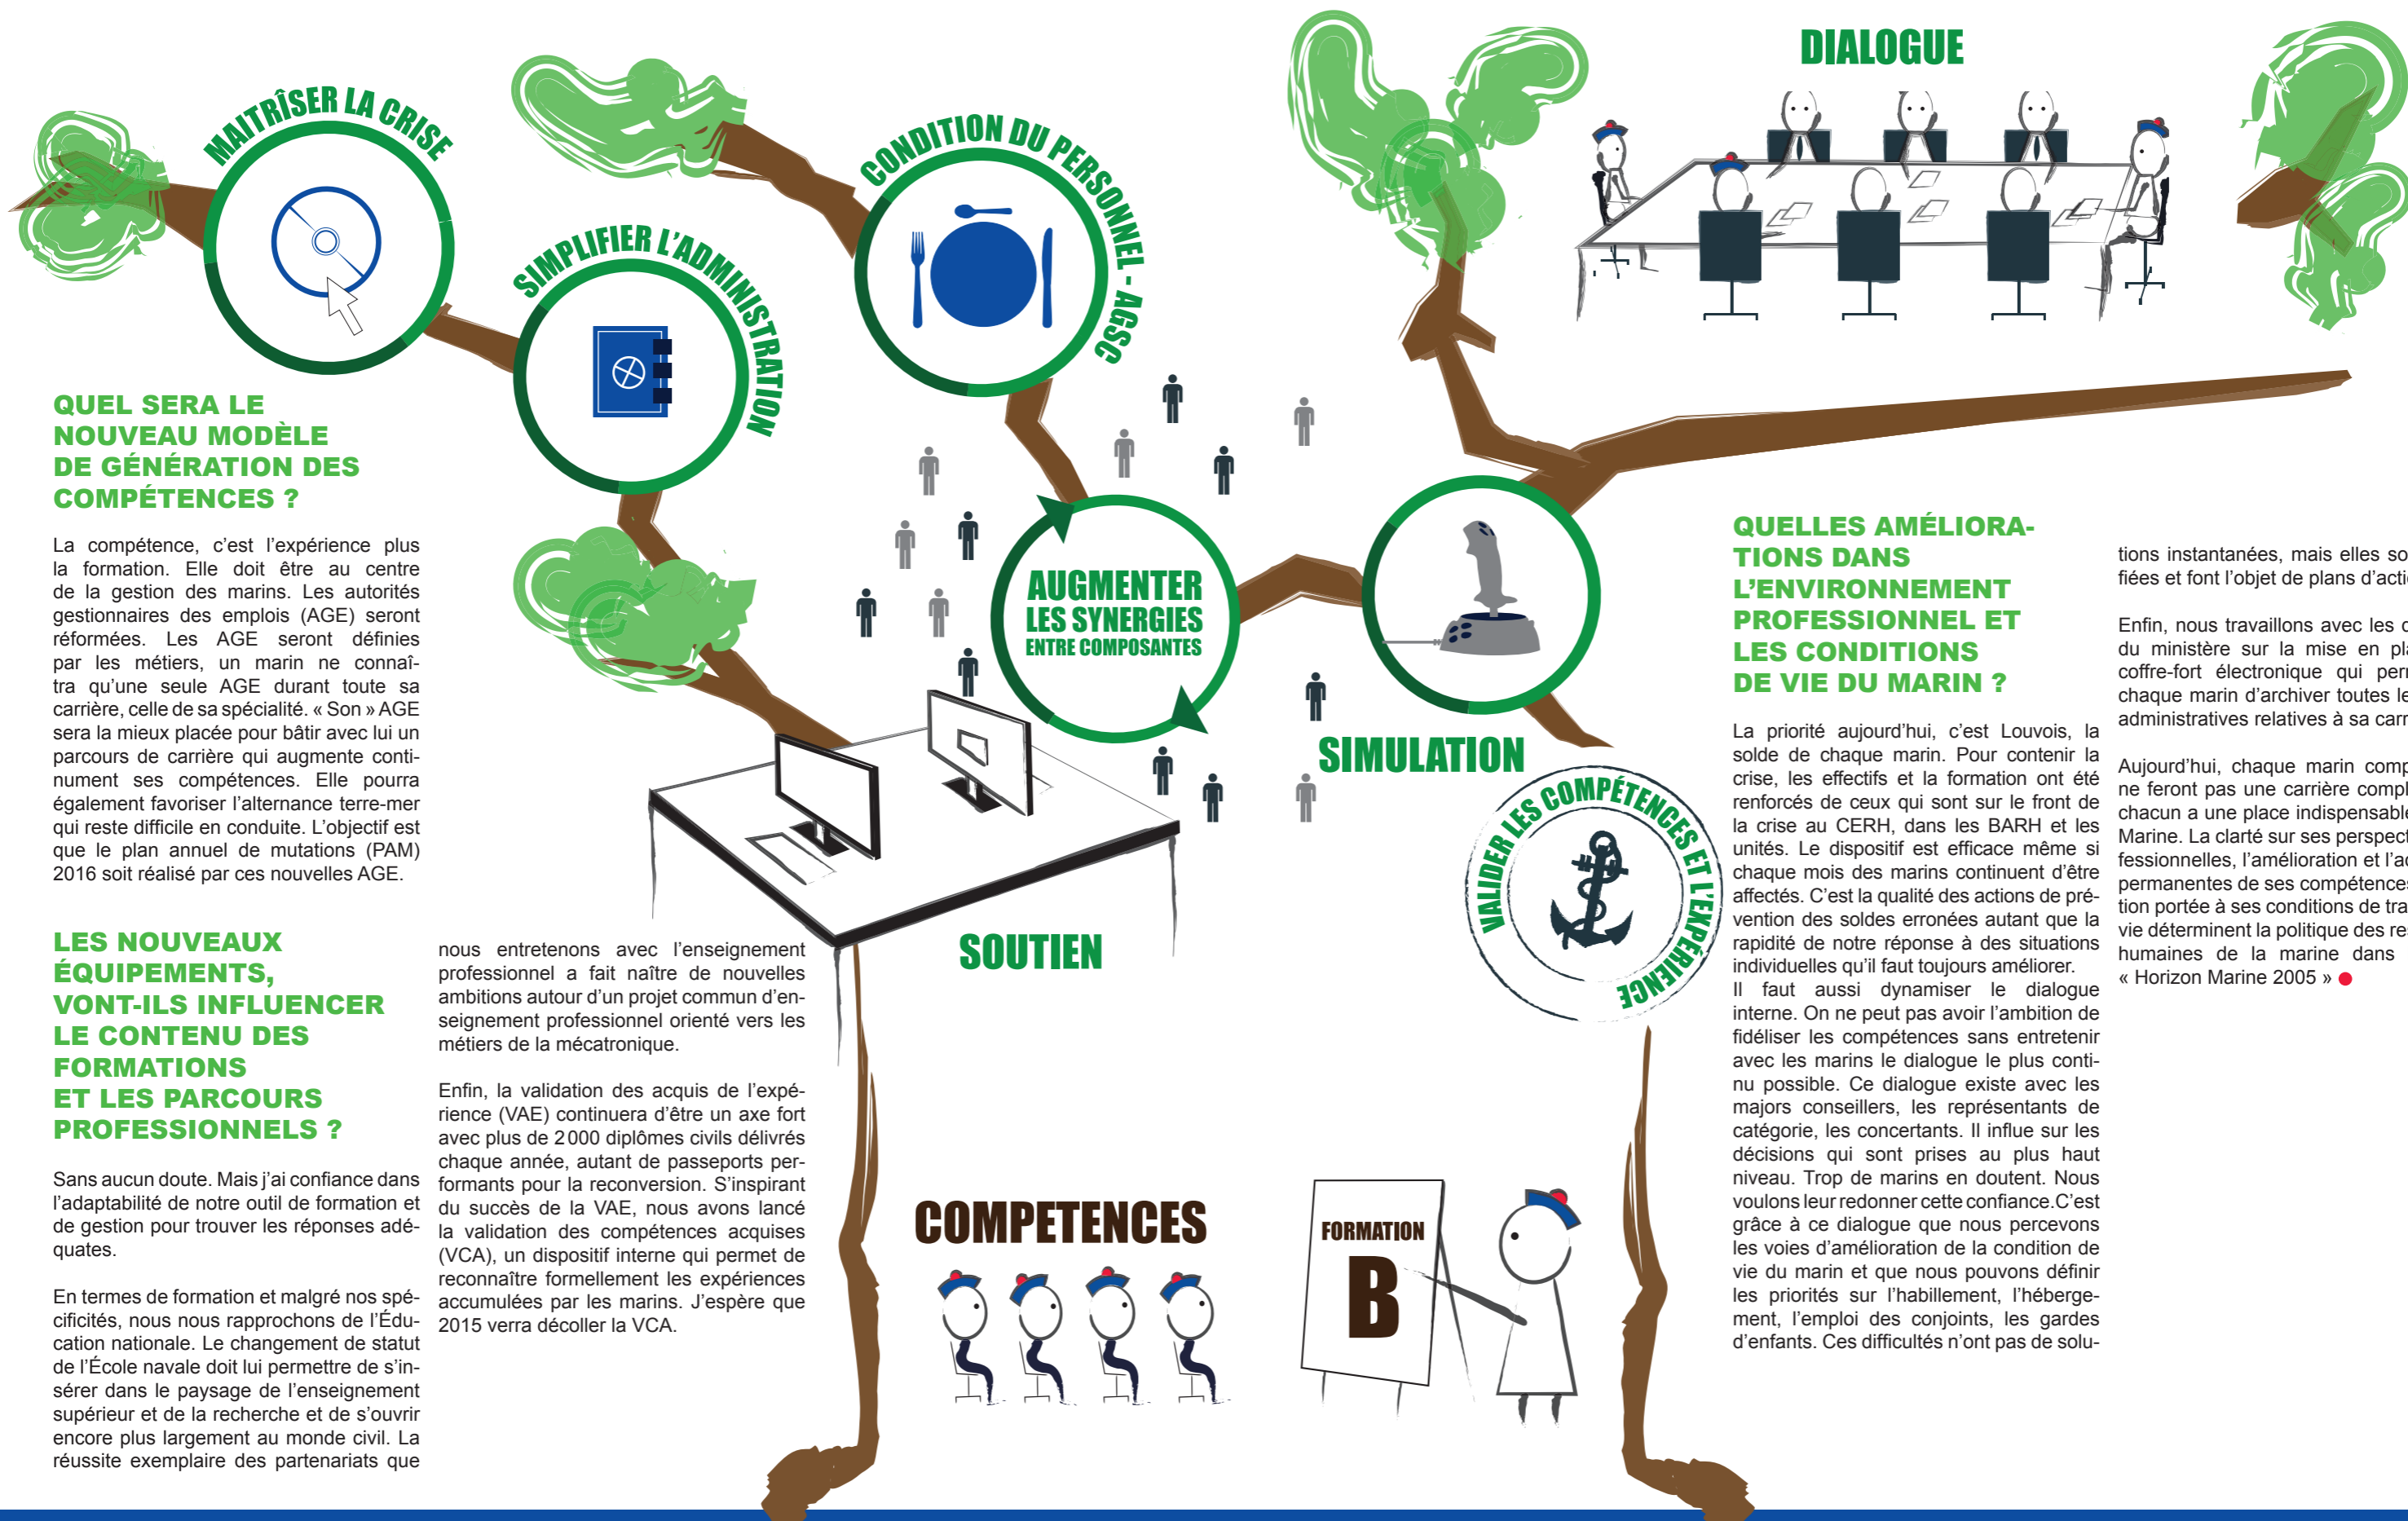 MAITRÎSER LA CRISE
SIMPLIFIER L'ADMINISTRATION
CONDITION DU PERSONNEL - AGSC
DIALOGUE
QUEL SERA LE
NOUVEAU MODÈLE
DE GÉNÉRATION DES
COMPÉTENCES ?
La compétence, c'est l'expérience plus
la formation. Elle doit être au centre
de la gestion des marins. Les autorités
gestionnaires des emplois (AGE) seront
réformées. Les AGE seront définies
par les métiers, un marin ne connaî-
tra qu'une seule AGE durant toute sa
carrière, celle de sa spécialité. « Son » AGE
sera la mieux placée pour bâtir avec lui un
parcours de carrière qui augmente conti-
nument ses compétences. Elle pourra
également favoriser l'alternance terre-mer
qui reste difficile en conduite. L'objectif est
que le plan annuel de mutations (PAM)
2016 soit réalisé par ces nouvelles AGE.
LES NOUVEAUX
ÉQUIPEMENTS,
VONT-ILS INFLUENCER
LE CONTENU DES
FORMATIONS
ET LES PARCOURS
PROFESSIONNELS ?
Sans aucun doute. Mais j'ai confiance dans
l'adaptabilité de notre outil de formation et
de gestion pour trouver les réponses adé-
quates.
En termes de formation et malgré nos spé-
cificités, nous nous rapprochons de l'Édu-
cation nationale. Le changement de statut
de l'École navale doit lui permettre de s'in-
sérer dans le paysage de l'enseignement
supérieur et de la recherche et de s'ouvrir
encore plus largement au monde civil. La
réussite exemplaire des partenariats que
nous entretenons avec l'enseignement
professionnel a fait naître de nouvelles
ambitions autour d'un projet commun d'en-
seignement professionnel orienté vers les
métiers de la mécatronique.
Enfin, la validation des acquis de l'expé-
rience (VAE) continuera d'être un axe fort
avec plus de 2 000 diplômes civils délivrés
chaque année, autant de passeports per-
formants pour la reconversion. S'inspirant
du succès de la VAE, nous avons lancé
la validation des compétences acquises
(VCA), un dispositif interne qui permet de
reconnaître formellement les expériences
accumulées par les marins. J'espère que
2015 verra décoller la VCA.
AUGMENTER
LES SYNERGIES
ENTRE COMPOSANTES
SIMULATION
SOUTIEN
VALIDER LES COMPÉTENCES ET L'EXPÉRIENCE
COMPETENCES
FORMATION
B
QUELLES AMÉLIORA-
TIONS DANS
L'ENVIRONNEMENT
PROFESSIONNEL ET
LES CONDITIONS
DE VIE DU MARIN ?
La priorité aujourd'hui, c'est Louvois, la
solde de chaque marin. Pour contenir la
crise, les effectifs et la formation ont été
renforcés de ceux qui sont sur le front de
la crise au CERH, dans les BARH et les
unités. Le dispositif est efficace même si
chaque mois des marins continuent d'être
affectés. C'est la qualité des actions de pré-
vention des soldes erronées autant que la
rapidité de notre réponse à des situations
individuelles qu'il faut toujours améliorer.
Il faut aussi dynamiser le dialogue
interne. On ne peut pas avoir l'ambition de
fidéliser les compétences sans entretenir
avec les marins le dialogue le plus conti-
nu possible. Ce dialogue existe avec les
majors conseillers, les représentants de
catégorie, les concertants. Il influe sur les
décisions qui sont prises au plus haut
niveau. Trop de marins en doutent. Nous
voulons leur redonner cette confiance.C'est
grâce à ce dialogue que nous percevons
les voies d'amélioration de la condition de
vie du marin et que nous pouvons définir
les priorités sur l'habillement, l'héberge-
ment, l'emploi des conjoints, les gardes
d'enfants. Ces difficultés n'ont pas de solu-
tions instantanées, mais elles
fiées et font l'objet de plans
Enfin, nous travaillons avec les
du ministère sur la mise en
coffre-fort électronique qui
chaque marin d'archiver toutes
administratives relatives à sa
Aujourd'hui, chaque marin
ne feront pas une carrière
chacun a une place indispensable
Marine. La clarté sur ses
fessionnelles, l'amélioration et
permanentes de ses compétences
tion portée à ses conditions de
vie déterminent la politique des
humaines de la marine dans
« Horizon Marine 2005 »